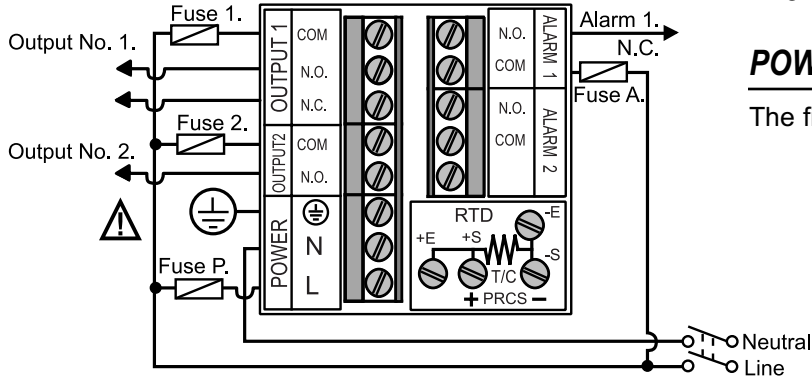 Fuse 1.
Output No. 1.
OUTPUT 1
COM
N.O.
N.C.
Fuse 2.
Output No. 2.
OUTPUT2
COM
N.O.
Fuse P.
POWER
N
L
N.O.
COM
ALARM 1
N.O.
COM
ALARM 2
Alarm 1.
N.C.
Fuse A.
RTD
-E
+E
+S
-S
T/C
+ PRCS −
Neutral
Line
POW
The f